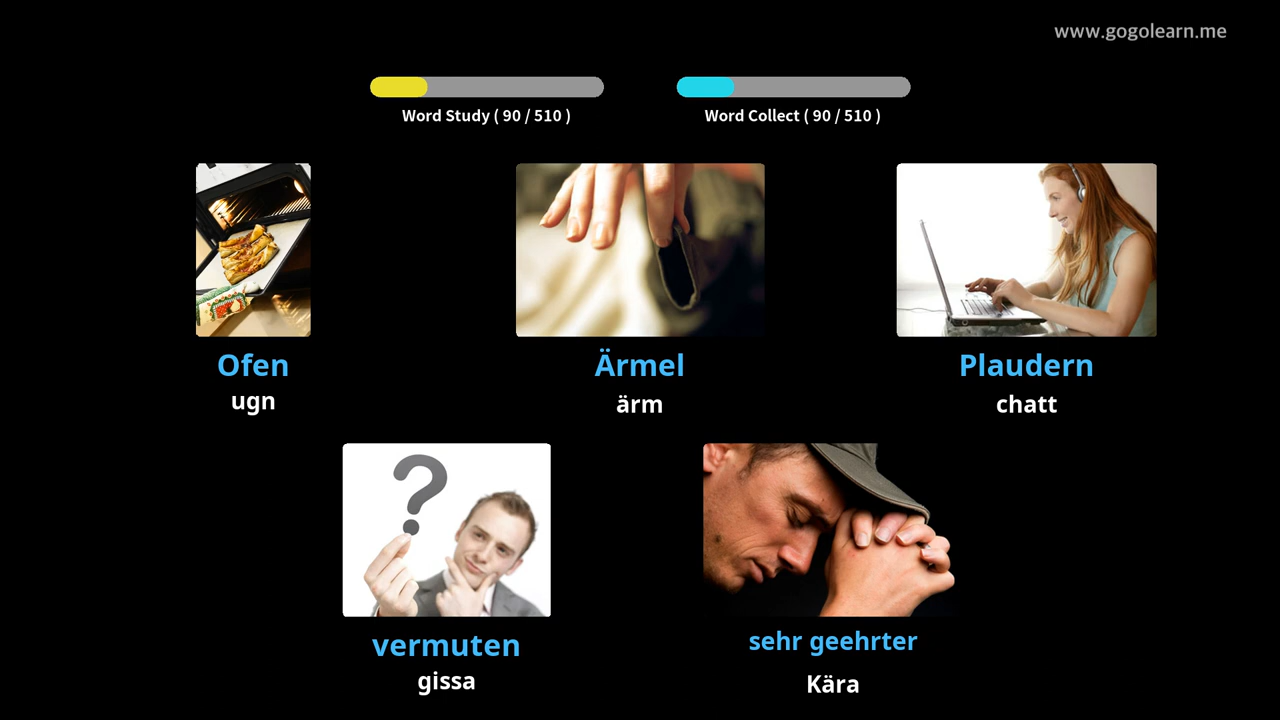 www.gogolearn.me
Word Study ( 90 / 510 )
Word Collect ( 90 / 510 )
Ofen
ugn
Ärmel
ärm
Plaudern
chatt
vermuten
gissa
sehr geehrter
Kära